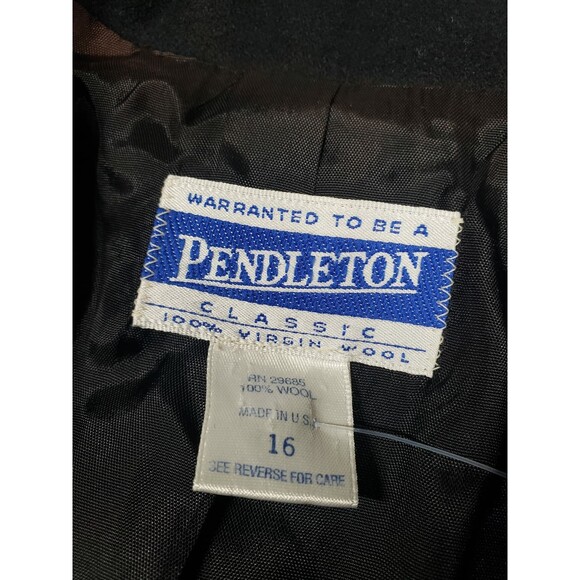 WARRANTED TO BE A
PENDLETON
CLASSIC
100% VIRGIN WOOL
RN 29685
100% WOOL
MADE IN U.S.
16
SEE REVERSE FOR CARE